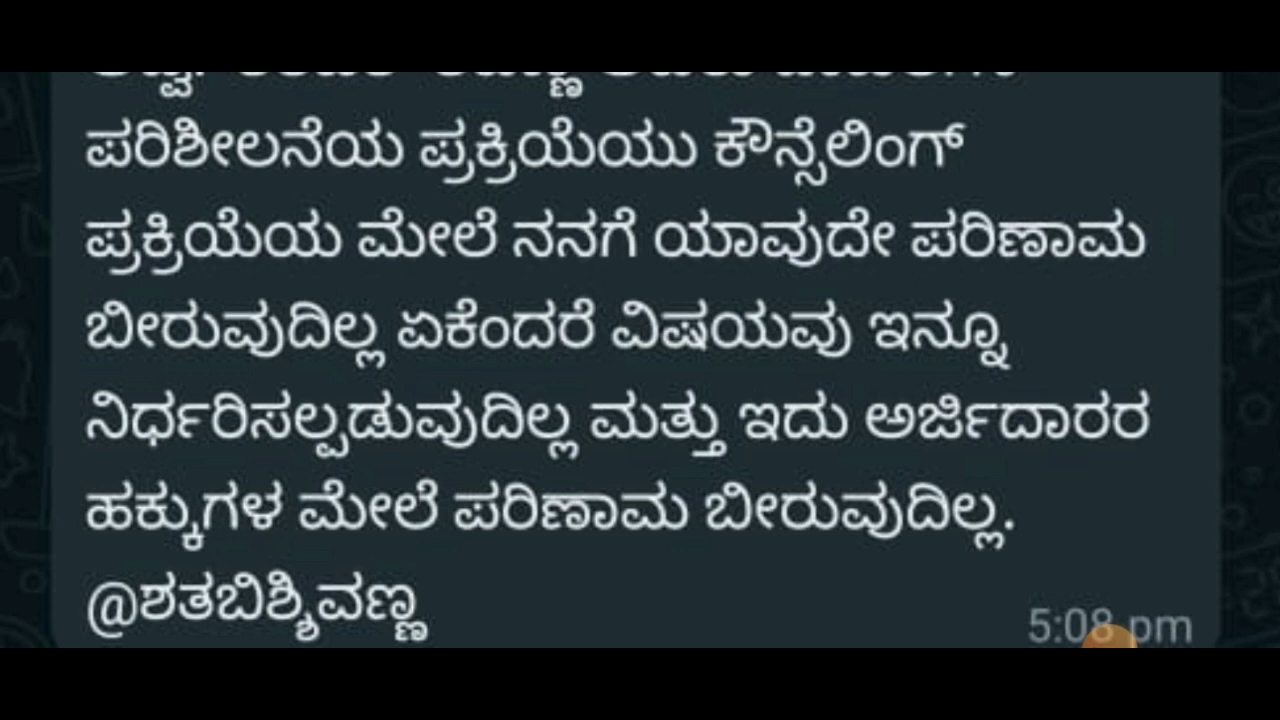 ಪರಿಶೀಲನೆಯ ಪ್ರಕ್ರಿಯೆಯು ಕೌನ್ಸೆಲಿಂಗ್
ಪ್ರಕ್ರಿಯೆಯ ಮೇಲೆ ನನಗೆ ಯಾವುದೇ ಪರಿಣಾಮ
ಬೀರುವುದಿಲ್ಲ ಏಕೆಂದರೆ ವಿಷಯವು ಇನ್ನೂ
ನಿರ್ಧರಿಸಲ್ಪಡುವುದಿಲ್ಲ ಮತ್ತು ಇದು ಅರ್ಜಿದಾರರ
ಹಕ್ಕುಗಳ ಮೇಲೆ ಪರಿಣಾಮ ಬೀರುವುದಿಲ್ಲ.
@ಶತಬಿಶ್ಶಿವಣ್ಣ
5:08 pm